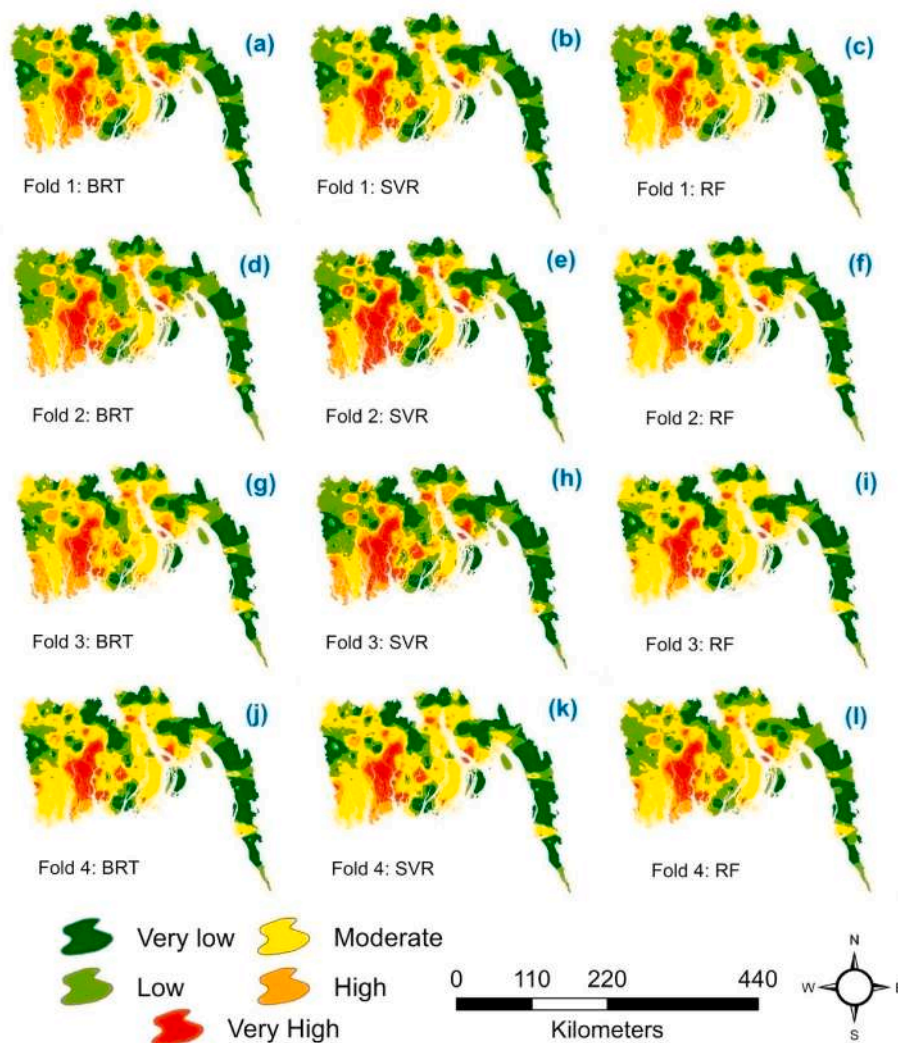 (a)
(b)
(c)
Fold 1: BRT
Fold 1: SVR
Fold 1: RF
(d)
(e)
(f)
Fold 2: BRT
Fold 2: SVR
Fold 2: RF
(g)
(h)
(i)
Fold 3: BRT
Fold 3: SVR
Fold 3: RF
(j)
(k)
(l)
Fold 4: BRT
Fold 4: SVR
Fold 4: RF
Very low
Moderate
Low
High
Very High
0 110 220 440
Kilometers
N
W E
S